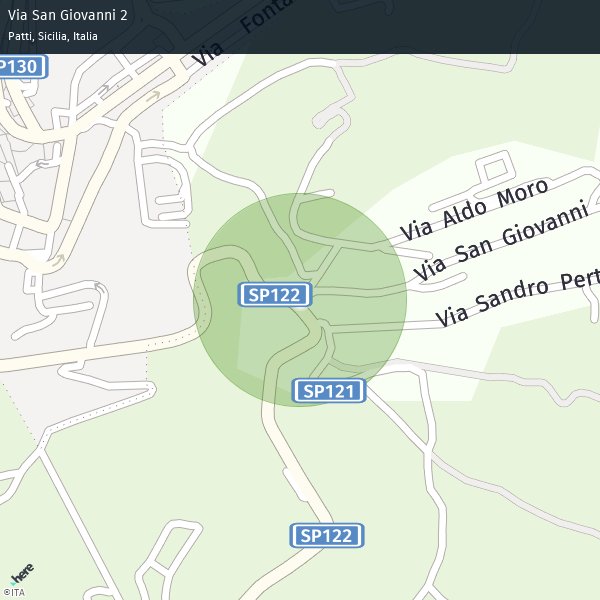 Via San Giovanni 2
Patti, Sicilia, Italia
Via Fonta
P130
Via Aldo Moro
Via San Giovanni
SP122
Via Sandro Pert
SP121
SP122
here
©ITA